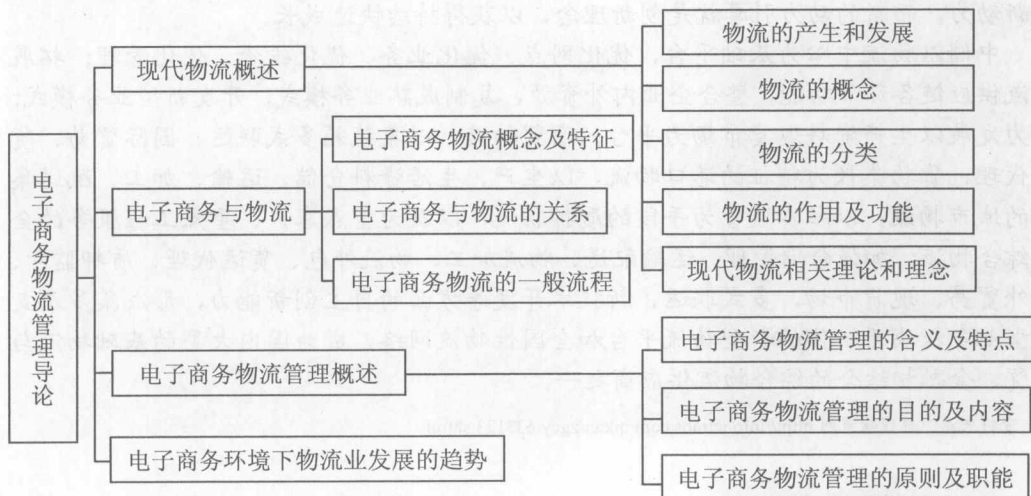 电子商务物流管理导论
现代物流概述
物流的产生和发展
物流的概念
物流的分类
物流的作用及功能
现代物流相关理论和理念
电子商务与物流
电子商务物流概念及特征
电子商务与物流的关系
电子商务物流的一般流程
电子商务物流管理概述
电子商务物流管理的含义及特点
电子商务物流管理的目的及内容
电子商务物流管理的原则及职能
电子商务环境下物流业发展的趋势